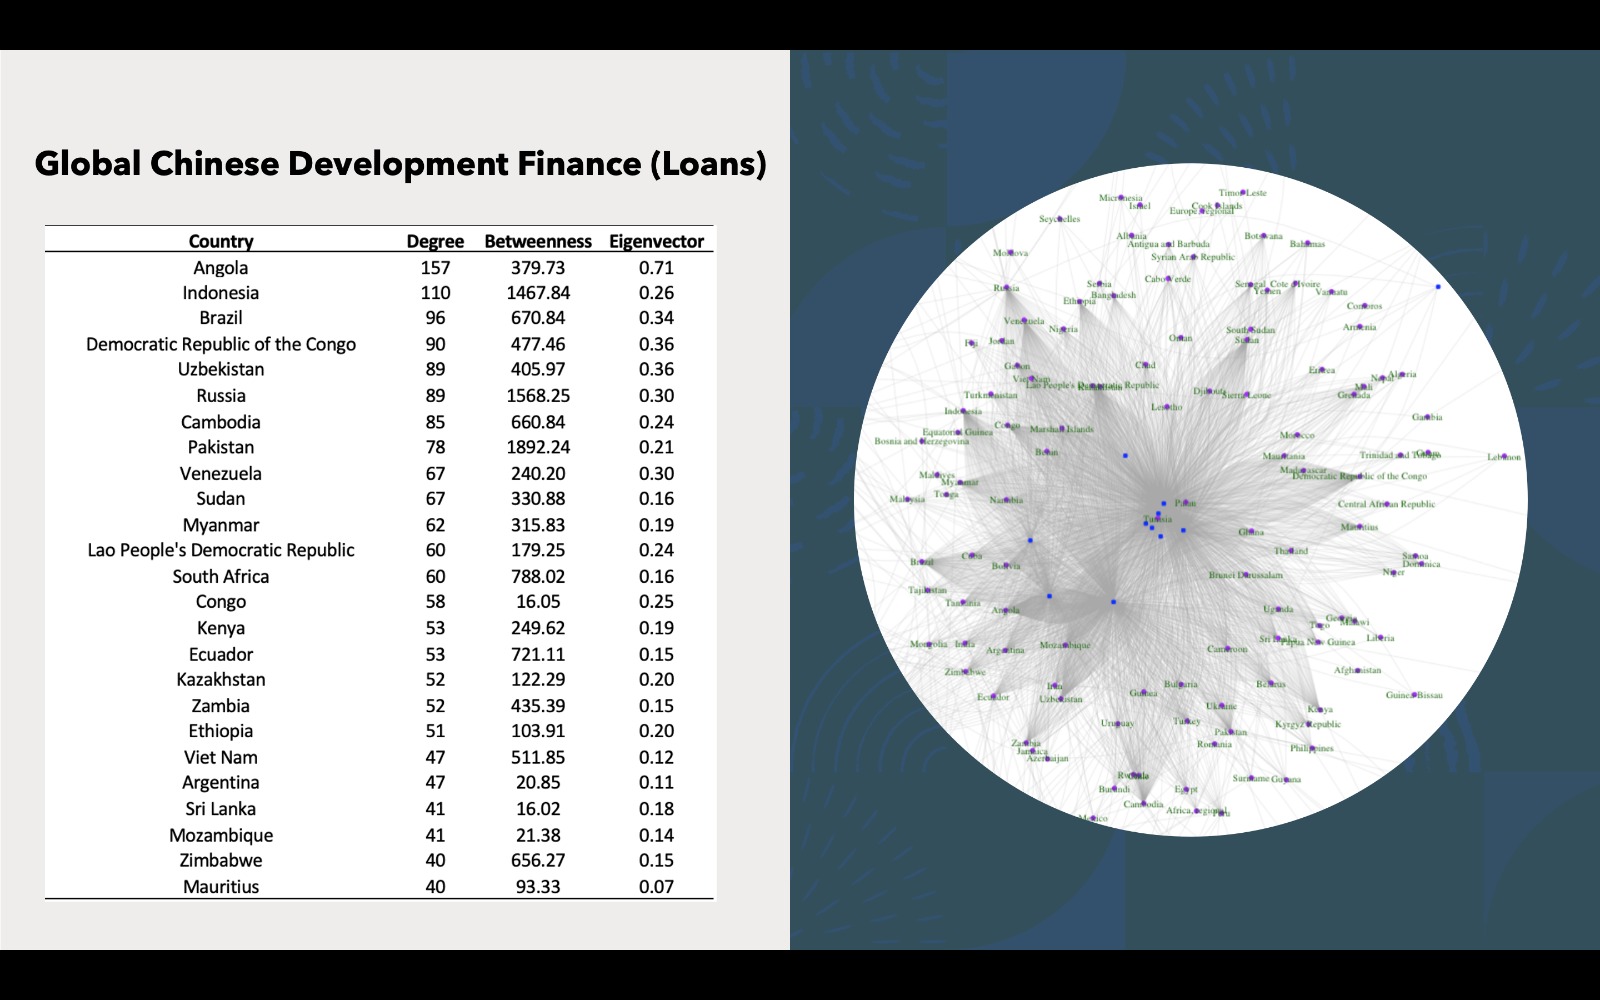 Global Chinese Development Finance (Loans)
Country Degree Betweenness Eigenvector
Angola 157 379.73 0.71
Indonesia 110 1467.84 0.26
Brazil 96 670.84 0.34
Democratic Republic of the Congo 90 477.46 0.36
Uzbekistan 89 405.97 0.36
Russia 89 1568.25 0.30
Cambodia 85 660.84 0.24
Pakistan 78 1892.24 0.21
Venezuela 67 240.20 0.30
Sudan 67 330.88 0.16
Myanmar 62 315.83 0.19
Lao People's Democratic Republic 60 179.25 0.24
South Africa 60 788.02 0.16
Congo 58 16.05 0.25
Kenya 53 249.62 0.19
Ecuador 53 721.11 0.15
Kazakhstan 52 122.29 0.20
Zambia 52 435.39 0.15
Ethiopia 51 103.91 0.20
Viet Nam 47 511.85 0.12
Argentina 47 20.85 0.11
Sri Lanka 41 16.02 0.18
Mozambique 41 21.38 0.14
Zimbabwe 40 656.27 0.15
Mauritius 40 93.33 0.07
Timor-Leste
Micronesia
Israel
Cook Islands
Europe, regional
Seychelles
Albania
Botswana
Antigua and Barbuda
Bahamas
Moldova
Syrian Arab Republic
Cabo Verde
Russia
Serbia
Senegal
Cote d'Ivoire
Yemen
Vanuatu
Bangladesh
Ethiopia
Comoros
Venezuela
Nigeria
South Sudan
Armenia
Fiji
Jordan
Oman
Sudan
Gabon
Chad
Eritrea
Viet Nam
Nepal
Algeria
Lao People's Democratic Republic
Mali
Turkmenistan
Djibouti
Sierra Leone
Grenada
Indonesia
Lesotho
Gambia
Congo
Marshall Islands
Equatorial Guinea
Bosnia and Herzegovina
Morocco
Benin
Mauritania
Trinidad and Tobago
Lebanon
Maldives
Myanmar
Madagascar
Democratic Republic of the Congo
Tonga
Malaysia
Namibia
Central African Republic
Tunisia
Mauritius
Ghana
Thailand
Cuba
Brazil
Bolivia
Samoa
Dominica
Niger
Brunei Darussalam
Tajikistan
Tanzania
Angola
Uganda
Georgia
Malawi
Togo
Liberia
Sri Lanka
Papua New Guinea
Mongolia
India
Mozambique
Argentina
Cameroon
Zimbabwe
Afghanistan
Iran
Bulgaria
Belarus
Ecuador
Uzbekistan
Guinea
Guinea-Bissau
Ukraine
Kenya
Uruguay
Turkey
Kyrgyz Republic
Pakistan
Zambia
Jamaica
Romania
Philippines
Azerbaijan
Suriname
Guyana
Burundi
Egypt
Cambodia
Africa, regional
Peru
Mexico